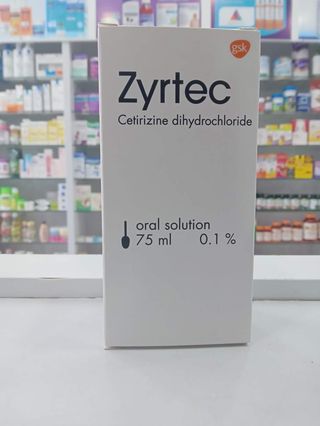 gsk
Zyrtec
Cetirizine dihydrochloride
oral solution
75 ml 0.1 %